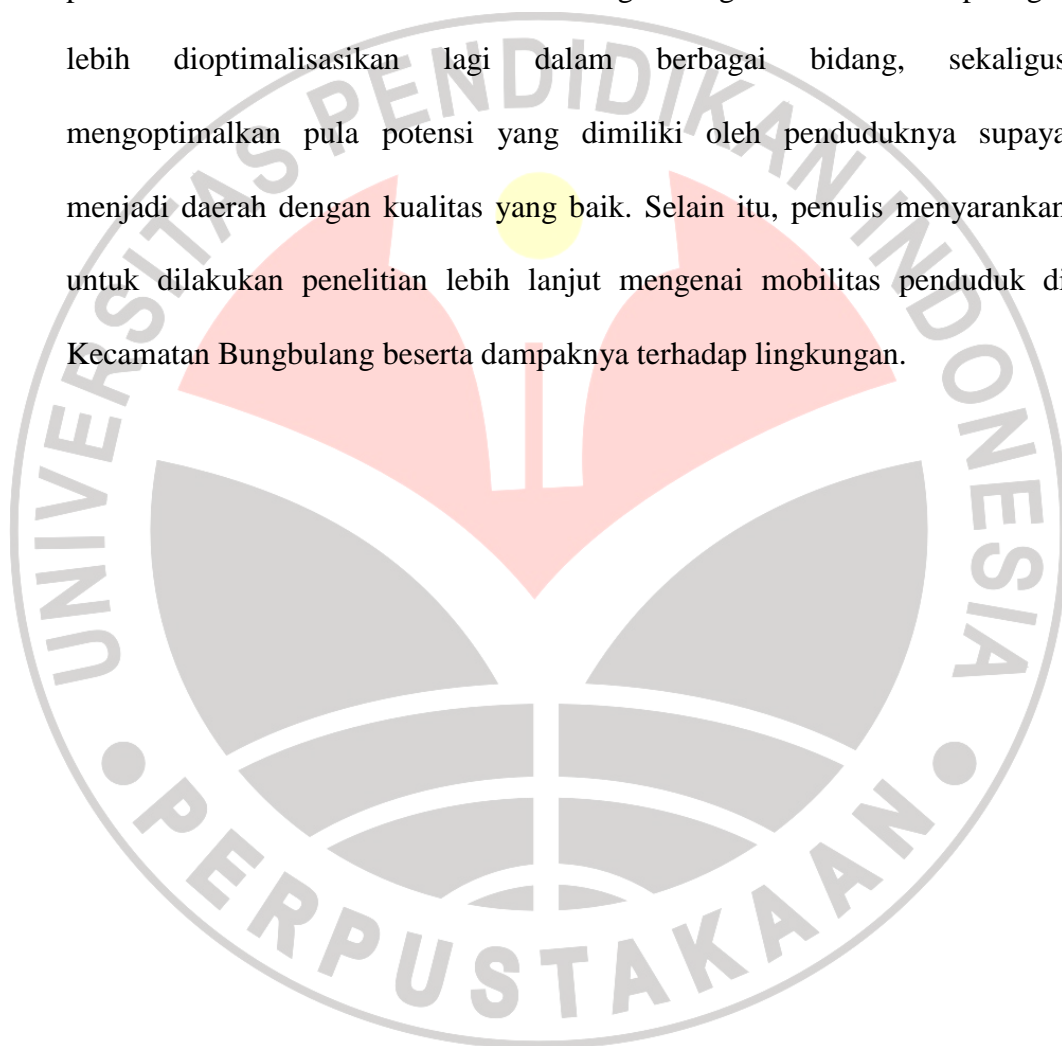 lebih dioptimalisasikan lagi dalam berbagai bidang, sekaligus
mengoptimalkan pula potensi yang dimiliki oleh penduduknya supaya
menjadi daerah dengan kualitas yang baik. Selain itu, penulis menyarankan
untuk dilakukan penelitian lebih lanjut mengenai mobilitas penduduk di
Kecamatan Bungbulang beserta dampaknya terhadap lingkungan.
UNIVERSITAS PENDIDIKAN INDONESIA
PERPUSTAKAAN